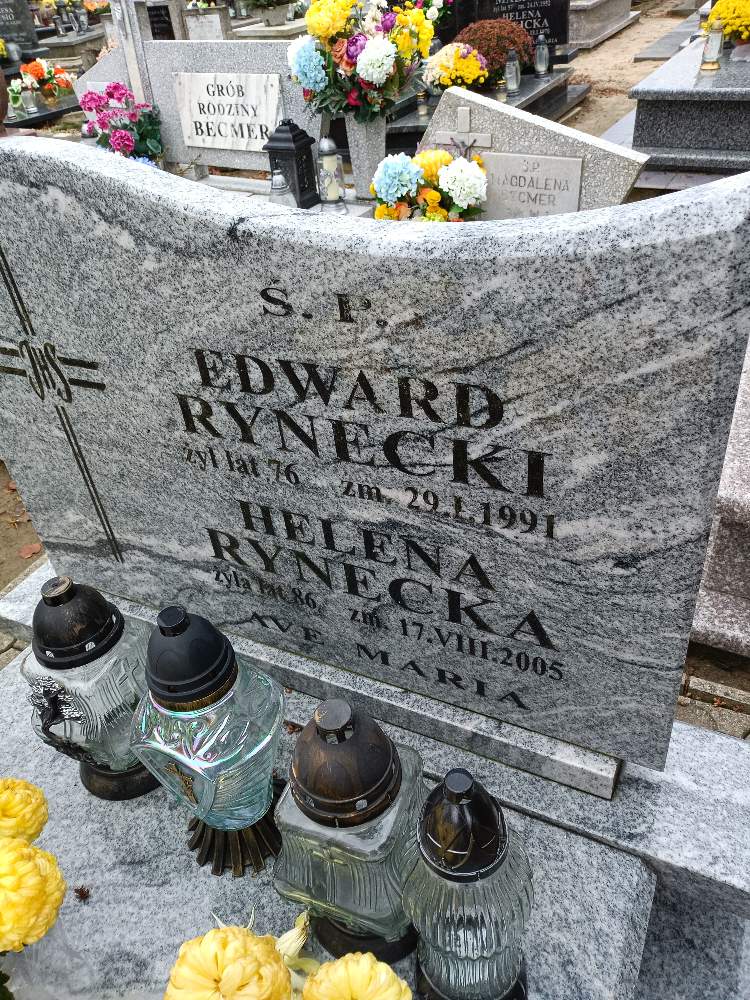 HELENA
GRÓB
RODZINY
BECMER
Ś.P.
MAGDALENA
BECMER
JHS
Ś. P.
EDWARD
RYNECKI
żył lat 76 zm. 29.I.1991
HELENA
RYNECKA
żyła lat 86 zm. 17.VIII.2005
AVE MARIA